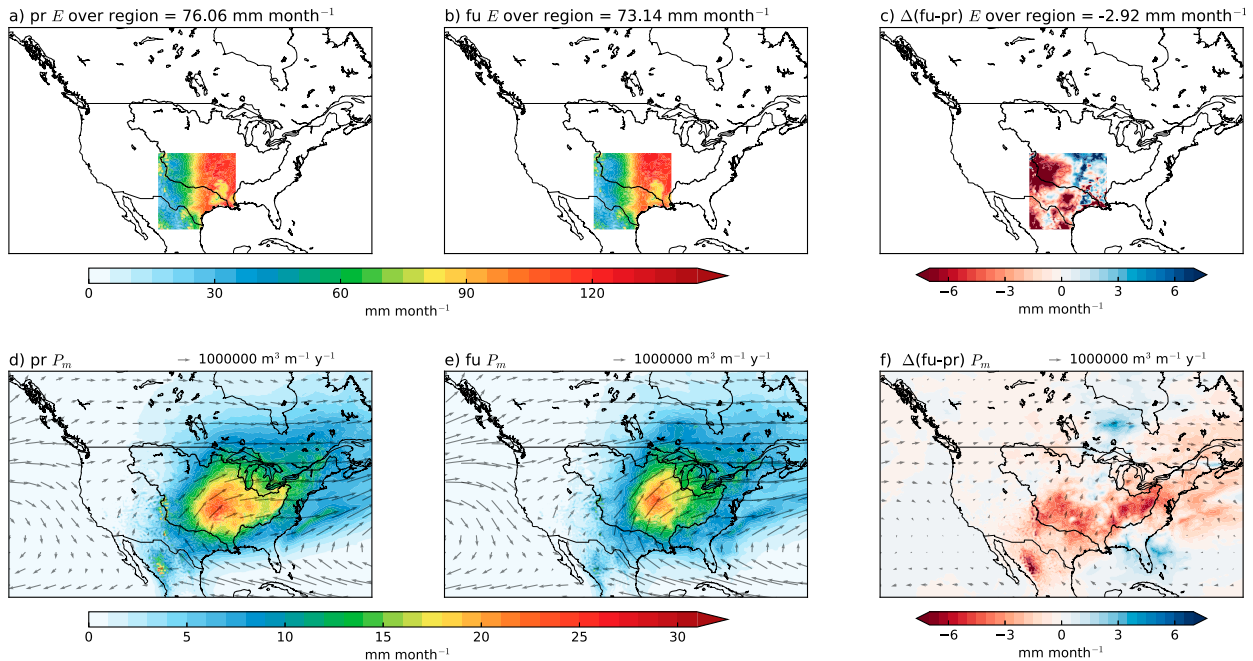 a) pr E over region = 76.06 mm month⁻¹
b) fu E over region = 73.14 mm month⁻¹
c) Δ(fu-pr) E over region = -2.92 mm month⁻¹
0 30 60 90 120
mm month⁻¹
−6 −3 0 3 6
mm month⁻¹
d) pr Pₘ
1000000 m³ m⁻¹ y⁻¹
e) fu Pₘ
1000000 m³ m⁻¹ y⁻¹
f) Δ(fu-pr) Pₘ
1000000 m³ m⁻¹ y⁻¹
0 5 10 15 20 25 30
mm month⁻¹
−6 −3 0 3 6
mm month⁻¹